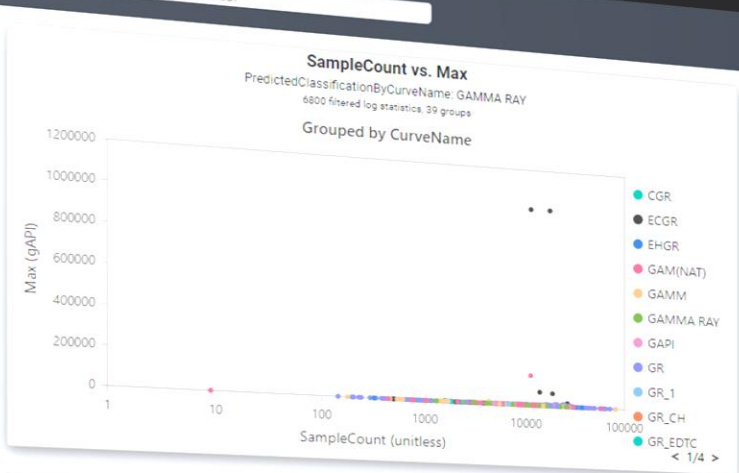 SampleCount vs. Max
PredictedClassificationByCurveName: GAMMA RAY
6800 filtered log statistics, 39 groups
Grouped by CurveName
1200000
1000000
800000
600000
400000
200000
0
Max (gAPI)
1
10
100
1000
10000
100000
SampleCount (unitless)
CGR
ECGR
EHGR
GAM(NAT)
GAMM
GAMMA RAY
GAPI
GR
GR_1
GR_CH
GR_EDTC
< 1/4 >